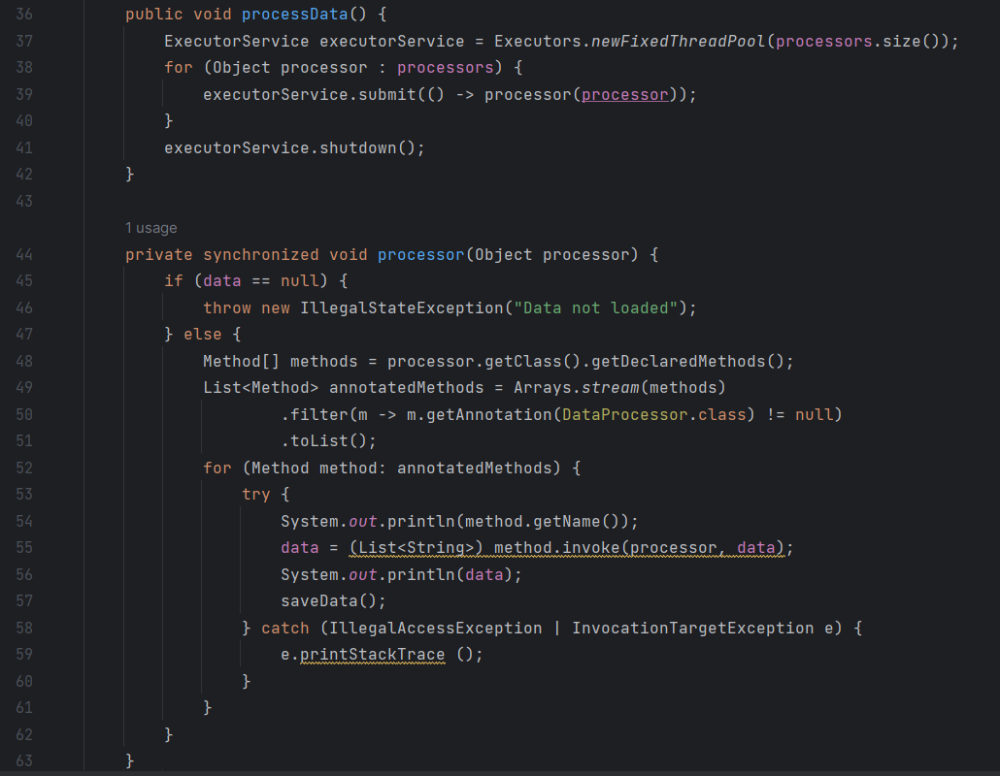 36 public void processData() {
37 ExecutorService executorService = Executors.newFixedThreadPool(processors.size());
38 for (Object processor : processors) {
39 executorService.submit(() -> processor(processor));
40 }
41 executorService.shutdown();
42 }
43
1 usage
44 private synchronized void processor(Object processor) {
45 if (data == null) {
46 throw new IllegalStateException("Data not loaded");
47 } else {
48 Method[] methods = processor.getClass().getDeclaredMethods();
49 List<Method> annotatedMethods = Arrays.stream(methods)
50 .filter(m -> m.getAnnotation(DataProcessor.class) != null)
51 .toList();
52 for (Method method: annotatedMethods) {
53 try {
54 System.out.println(method.getName());
55 data = (List<String>) method.invoke(processor, data);
56 System.out.println(data);
57 saveData();
58 } catch (IllegalAccessException | InvocationTargetException e) {
59 e.printStackTrace ();
60 }
61 }
62 }
63 }